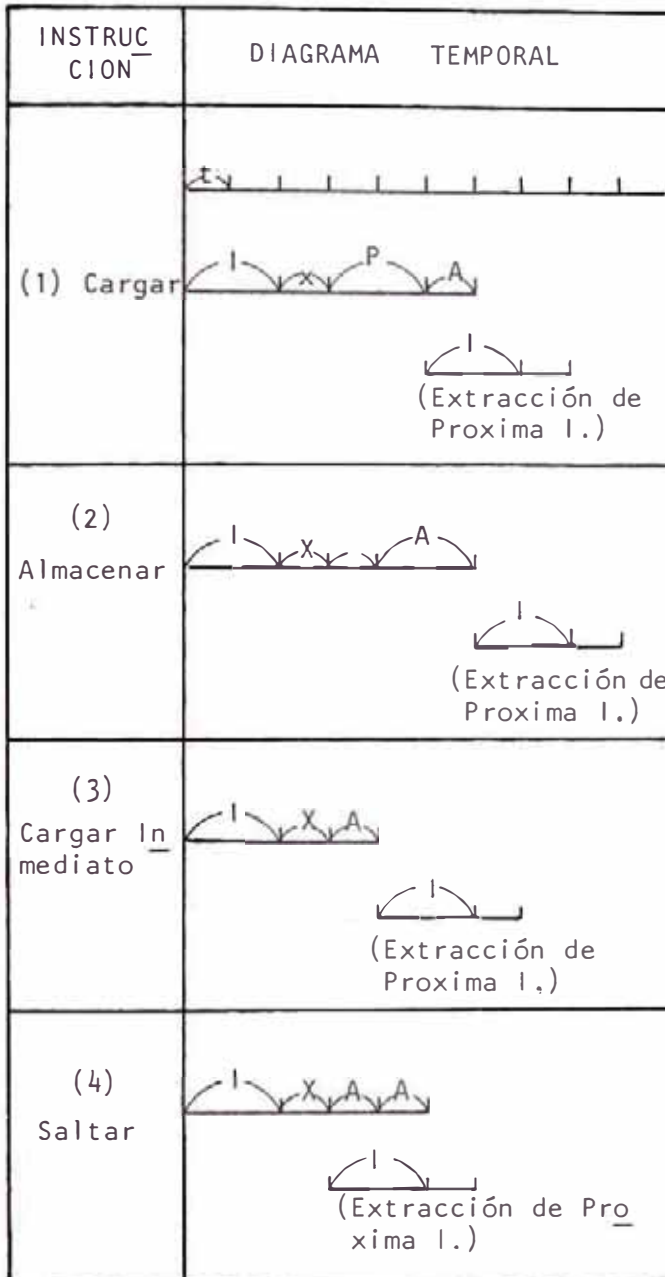 INSTRUC
CION
DIAGRAMA TEMPORAL
t
(1) Cargar
I x P A
I
(Extracción de
Proxima I.)
(2)
Almacenar
I X A
I
(Extracción de
Proxima I.)
(3)
Cargar In
mediato
I X A
I
(Extracción de
Proxima I.)
(4)
Saltar
I X A A
I
(Extracción de Pro
xima I.)